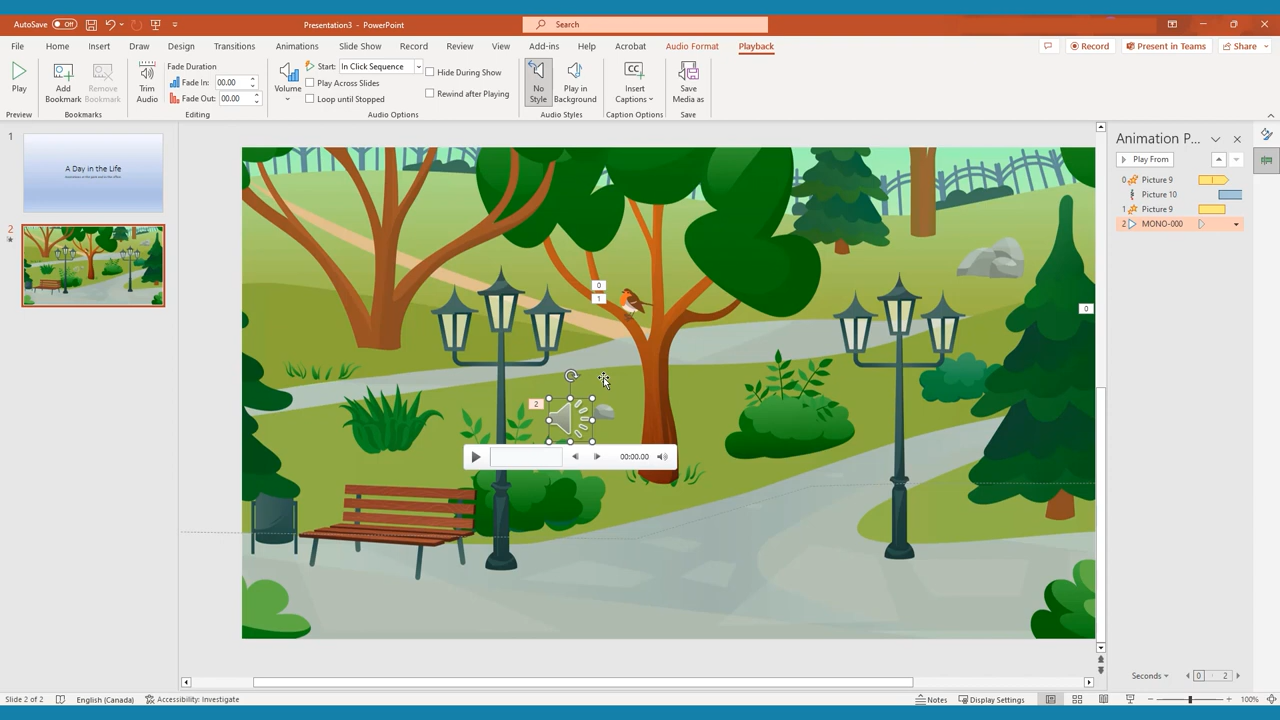 AutoSave Off
Presentation3 - PowerPoint
Search
File Home Insert Draw Design Transitions Animations Slide Show Record Review View Add-ins Help Acrobat Audio Format Playback
Record Present in Teams Share
Play
Add Bookmark
Remove Bookmark
Trim Audio
Fade Duration
Fade In: 00.00
Fade Out: 00.00
Volume
Start: In Click Sequence
Play Across Slides
Loop until Stopped
Hide During Show
Rewind after Playing
No Style
Play in Background
Insert Captions
Save Media as
Preview Bookmarks Editing Audio Options Audio Styles Caption Options Save
1
A Day in the Life
2
0
1
0
2
00:00.00
Animation P...
Play From
0 Picture 9
Picture 10
1 Picture 9
2 MONO-000
Seconds 0 2
Slide 2 of 2 English (Canada) Accessibility: Investigate Notes Display Settings 100%